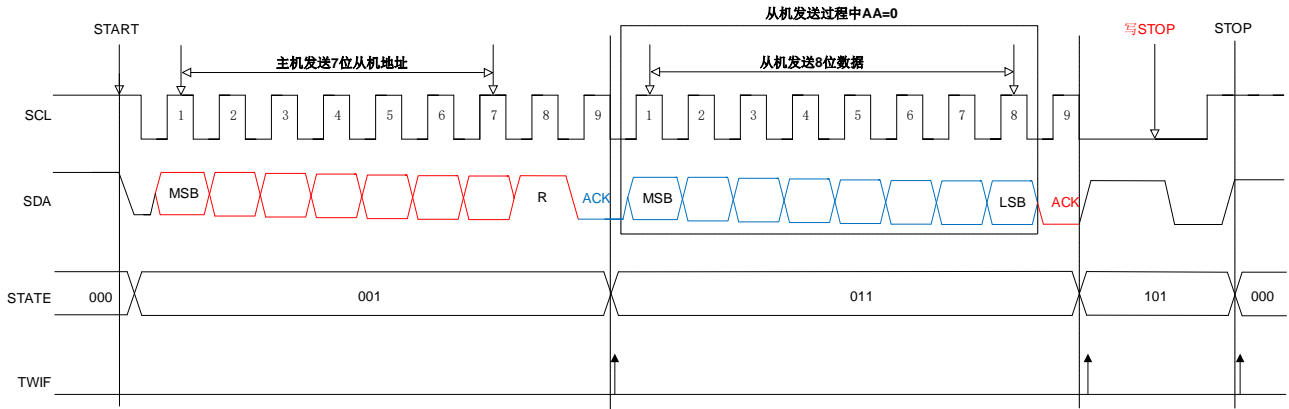 从机发送过程中AA=0
START
写STOP
STOP
主机发送7位从机地址
从机发送8位数据
SCL
1 2 3 4 5 6 7 8 9 1 2 3 4 5 6 7 8 9
SDA
MSB R ACK MSB LSB ACK
STATE
000 001 011 101 000
TWIF